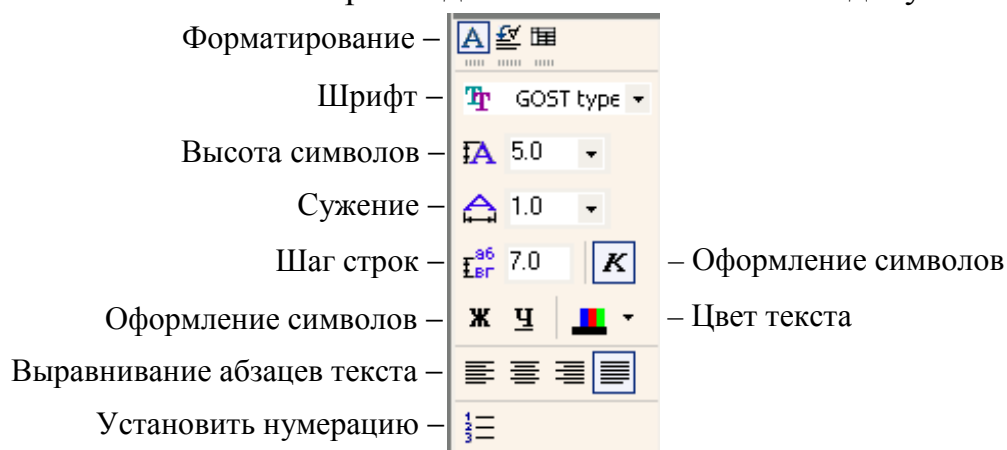 Форматирование –
Шрифт – GOST type
Высота символов – 5.0
Сужение – 1.0
Шаг строк – 7.0 К – Оформление символов
Оформление символов – Ж Ч – Цвет текста
Выравнивание абзацев текста –
Установить нумерацию –